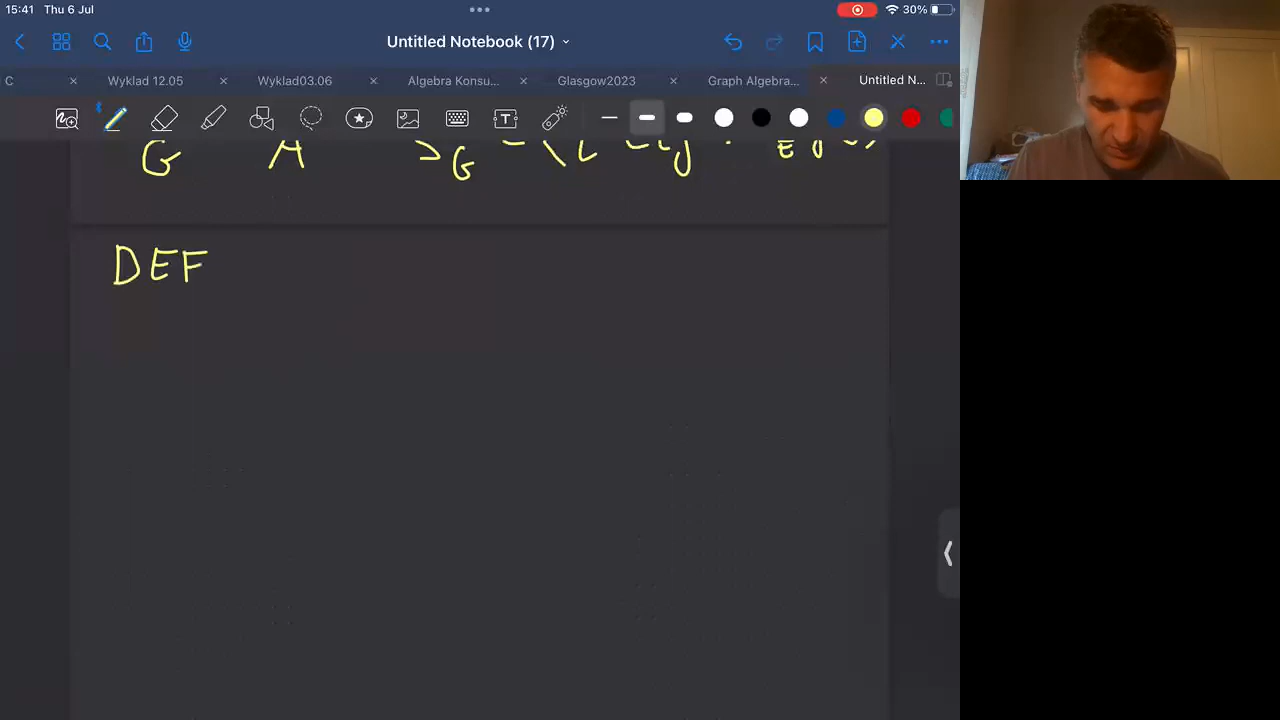 15:41 Thu 6 Jul 30%
Untitled Notebook (17)
C Wyklad 12.05 Wyklad03.06 Algebra Konsu... Glasgow2023 Graph Algebra... Untitled N...
T
G A
DEF